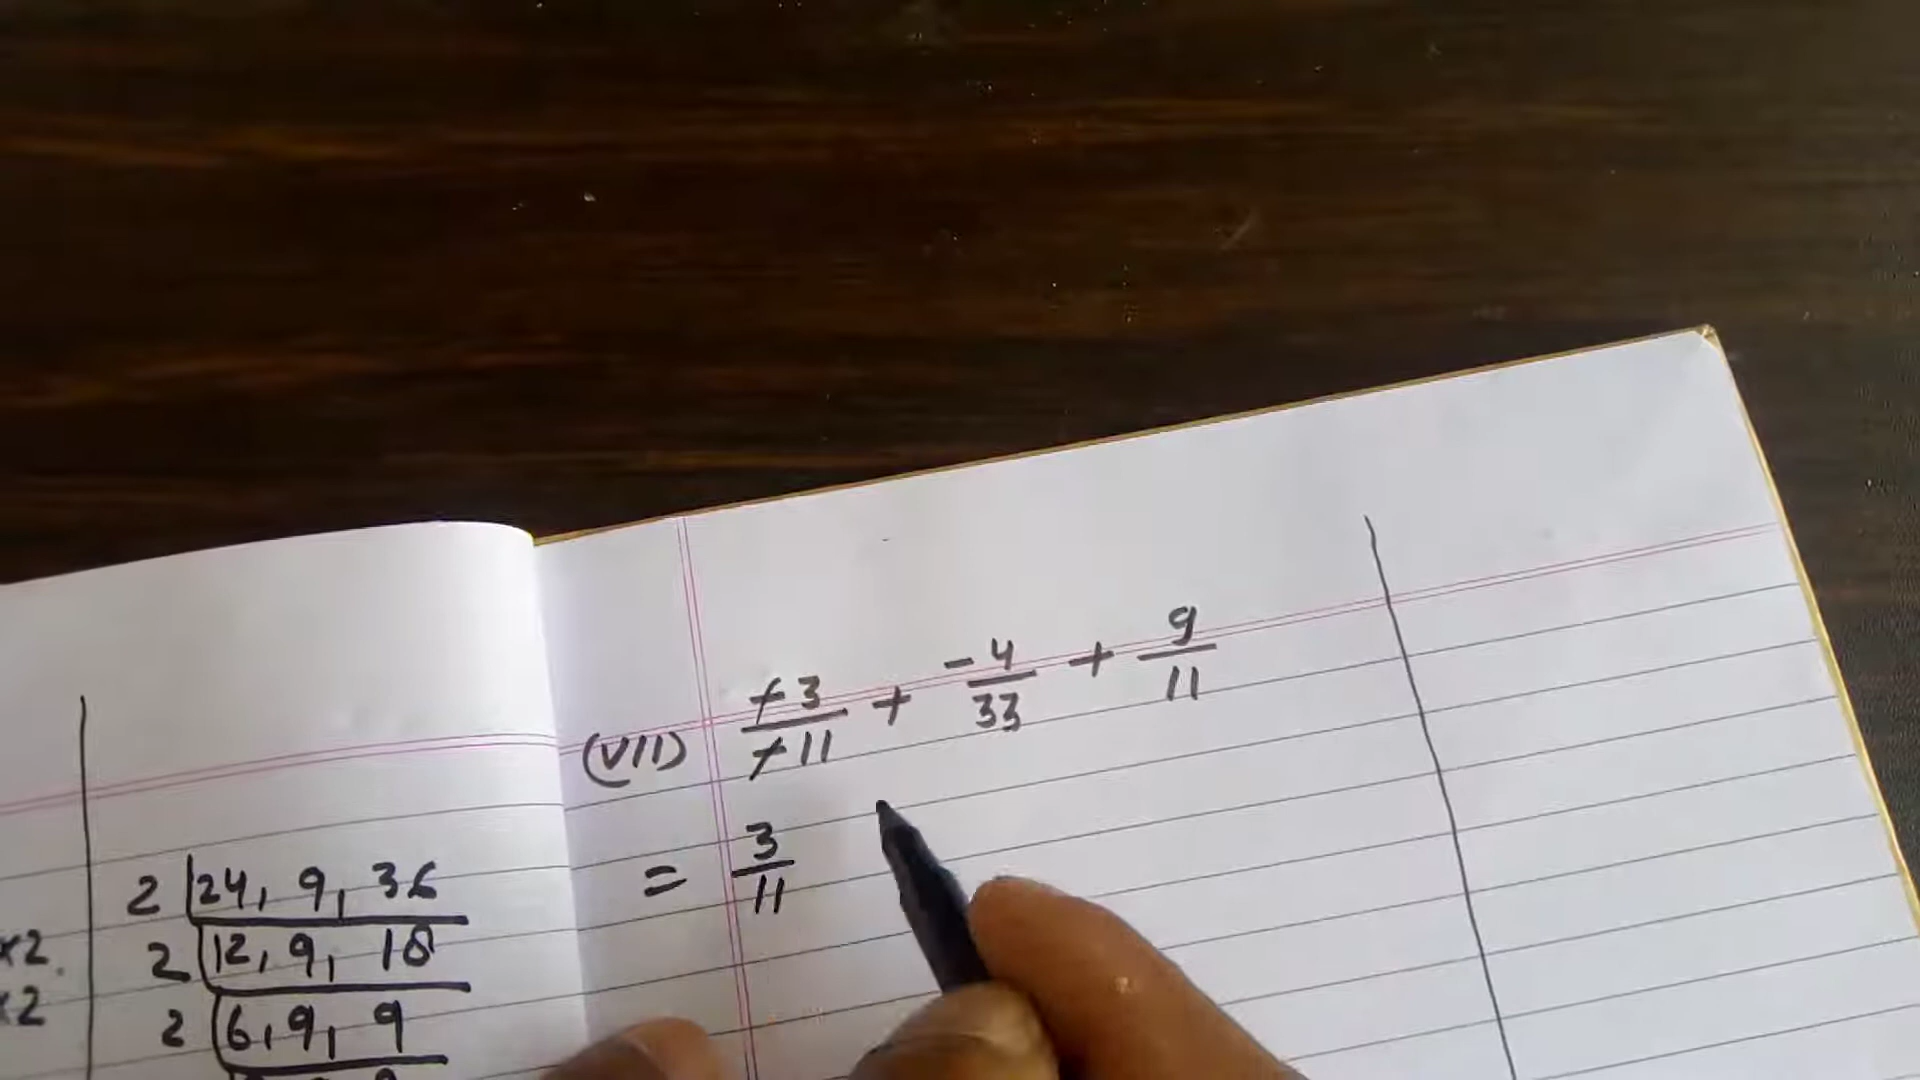 ×2
×2
2 | 24, 9, 36
2 | 12, 9, 18
2 | 6, 9, 9
(VII) -3/-11 + -4/33 + 9/11
= 3/11